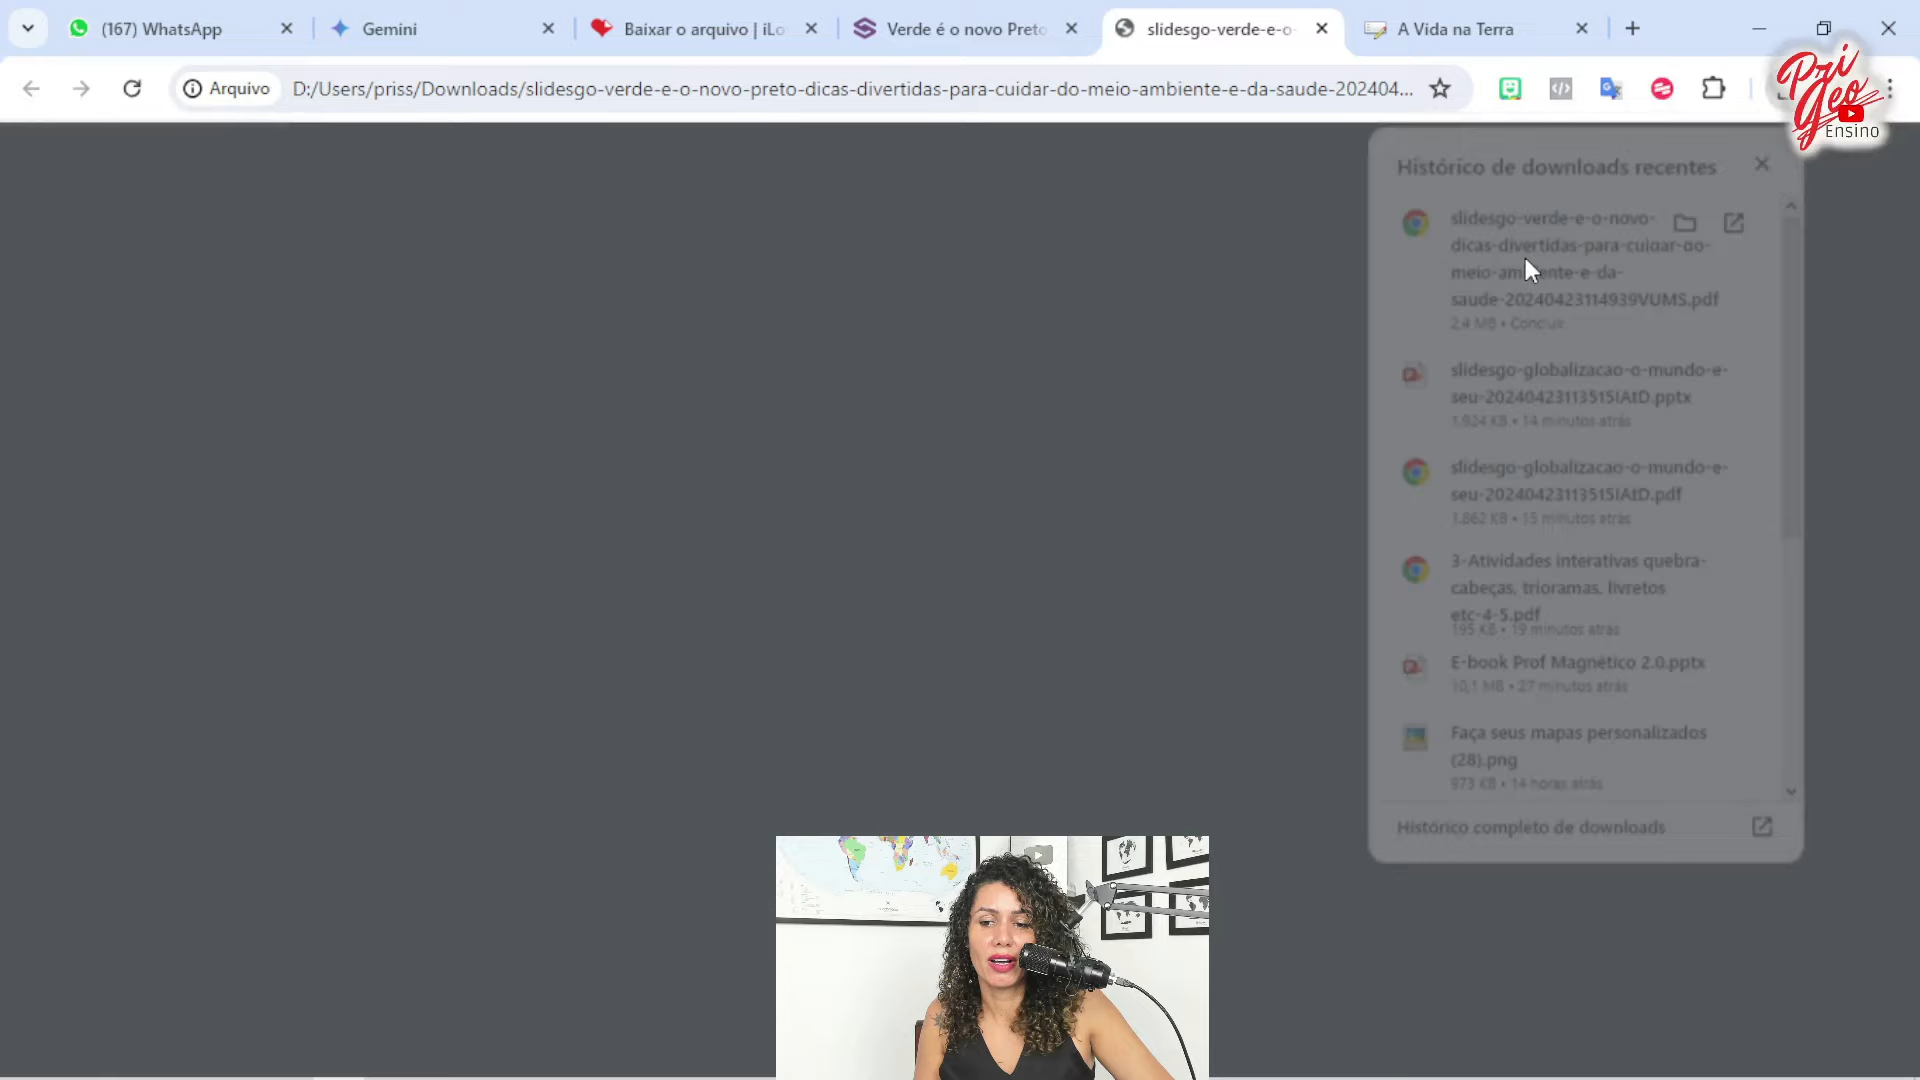 (167) WhatsApp
Gemini
Baixar o arquivo | iLo
Verde é o novo Preto
slidesgo-verde-e-o-
A Vida na Terra
Arquivo
D:/Users/priss/Downloads/slidesgo-verde-e-o-novo-preto-dicas-divertidas-para-cuidar-do-meio-ambiente-e-da-saude-202404...
Pri
Geo
Ensino
Histórico de downloads recentes
slidesgo-verde-e-o-novo-
dicas-divertidas-para-cuidar-do-
meio-ambiente-e-da-
saude-20240423114939VUMS.pdf
2,4 MB • Concluír
slidesgo-globalizacao-o-mundo-e-
seu-20240423113515IAtD.pptx
1.924 KB • 14 minutos atrás
slidesgo-globalizacao-o-mundo-e-
seu-20240423113515IAtD.pdf
1.862 KB • 15 minutos atrás
3-Atividades interativas quebra-
cabeças, trioramas, livretos
etc-4-5.pdf
195 KB • 19 minutos atrás
E-book Prof Magnético 2.0.pptx
10,1 MB • 27 minutos atrás
Faça seus mapas personalizados
(28).png
973 KB • 14 horas atrás
Histórico completo de downloads